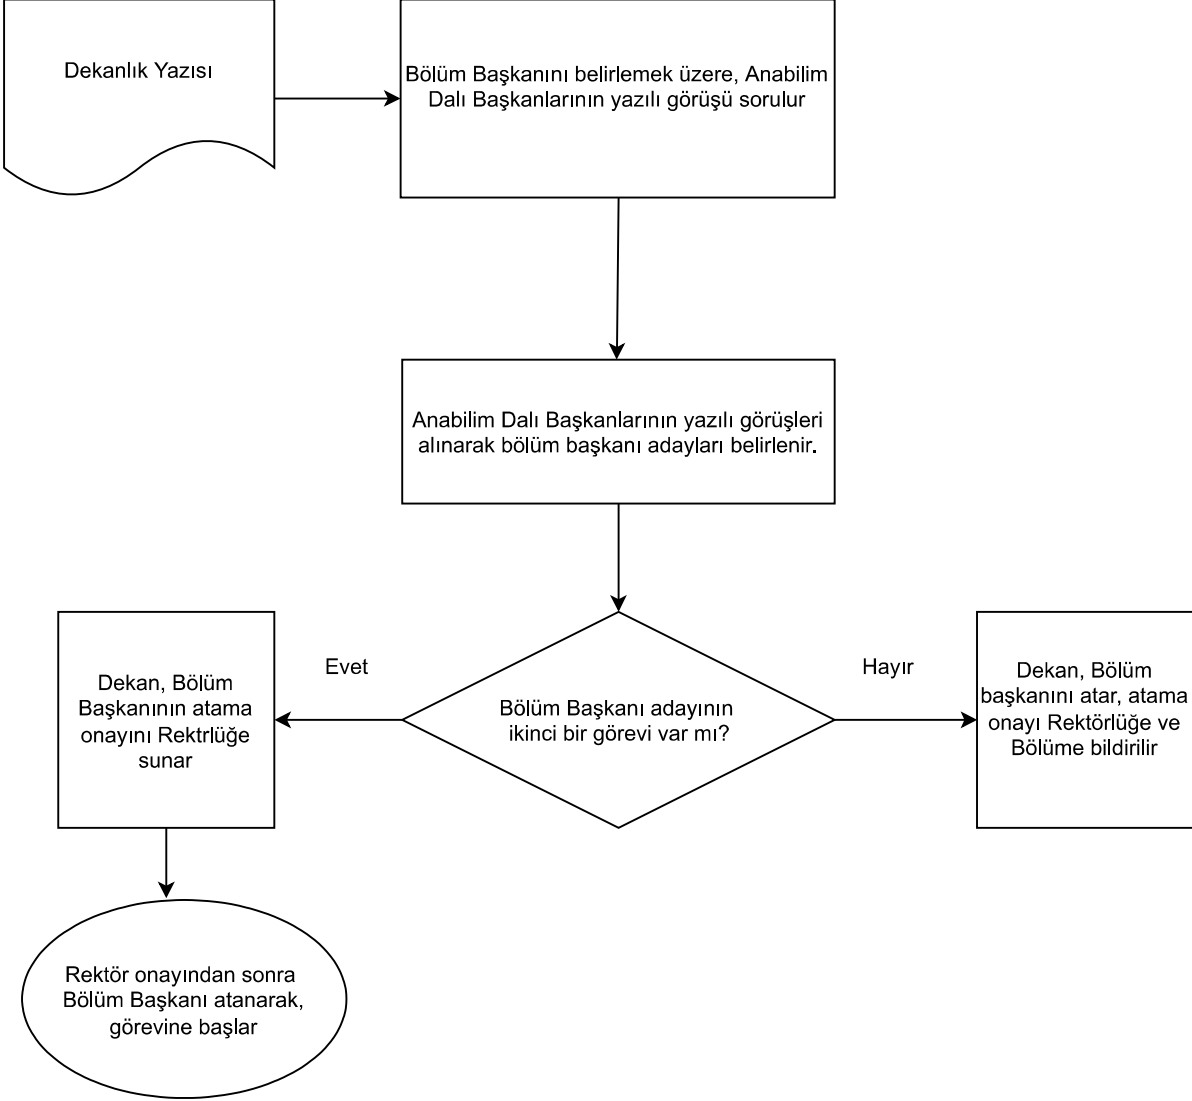 Dekanlık Yazısı
Bölüm Başkanını belirlemek üzere, Anabilim
Dalı Başkanlarının yazılı görüşü sorulur
Anabilim Dalı Başkanlarının yazılı görüşleri
alınarak bölüm başkanı adayları belirlenir.
Evet
Hayır
Bölüm Başkanı adayının
ikinci bir görevi var mı?
Dekan, Bölüm
Başkanının atama
onayını Rektrlüğe
sunar
Dekan, Bölüm
başkanını atar, atama
onayı Rektörlüğe ve
Bölüme bildirilir
Rektör onayından sonra
Bölüm Başkanı atanarak,
görevine başlar